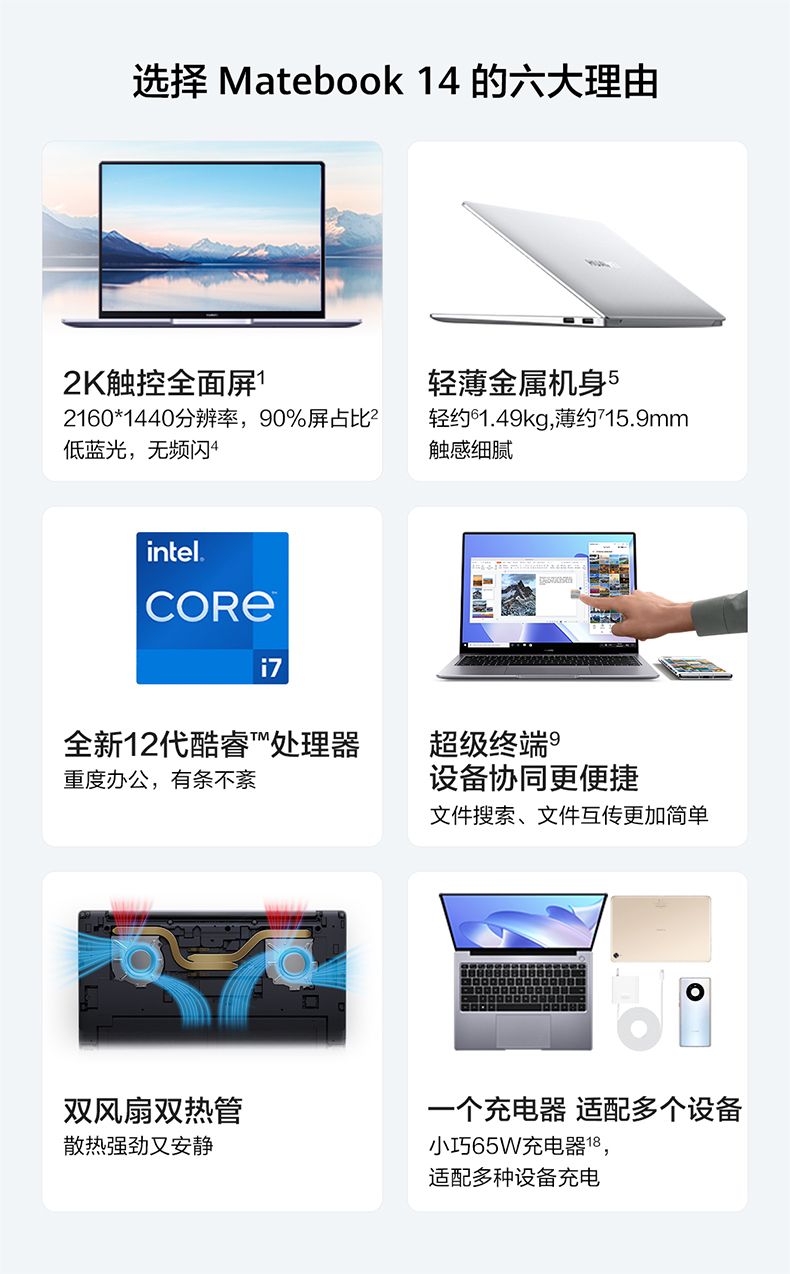 选择 Matebook 14 的六大理由
2K触控全面屏1
2160*1440分辨率，90%屏占比2
低蓝光，无频闪4
轻薄金属机身5
轻约61.49kg,薄约715.9mm
触感细腻
intel
CORE
i7
全新12代酷睿™处理器
重度办公，有条不紊
超级终端9
设备协同更便捷
文件搜索、文件互传更加简单
双风扇双热管
散热强劲又安静
一个充电器 适配多个设备
小巧65W充电器18，
适配多种设备充电